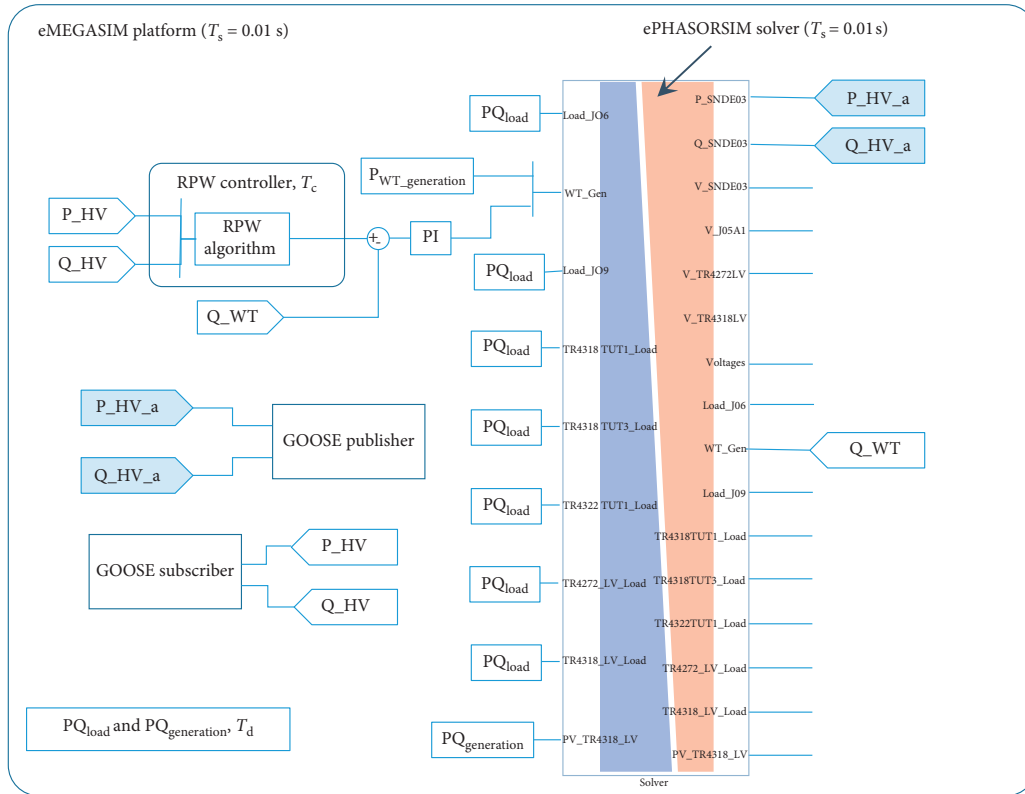 eMEGASIM platform (Ts = 0.01 s)
ePHASORSIM solver (Ts = 0.01 s)
RPW controller, Tc
P_HV
Q_HV
RPW
algorithm
+
-
PI
Q_WT
P_HV_a
Q_HV_a
GOOSE publisher
GOOSE subscriber
P_HV
Q_HV
PQload and PQgeneration, Td
PQload
PWT_generation
PQload
PQload
PQload
PQload
PQload
PQload
PQgeneration
Load_JO6
WT_Gen
Load_JO9
TR4318 TUT1_Load
TR4318 TUT3_Load
TR4322 TUT1_Load
TR4272_LV_Load
TR4318_LV_Load
PV_TR4318_LV
P_SNDE03
Q_SNDE03
V_SNDE03
V_J05A1
V_TR4272LV
V_TR4318LV
Voltages
Load_J06
WT_Gen
Load_J09
TR4318TUT1_Load
TR4318TUT3_Load
TR4322TUT1_Load
TR4272_LV_Load
TR4318_LV_Load
PV_TR4318_LV
Solver
P_HV_a
Q_HV_a
Q_WT